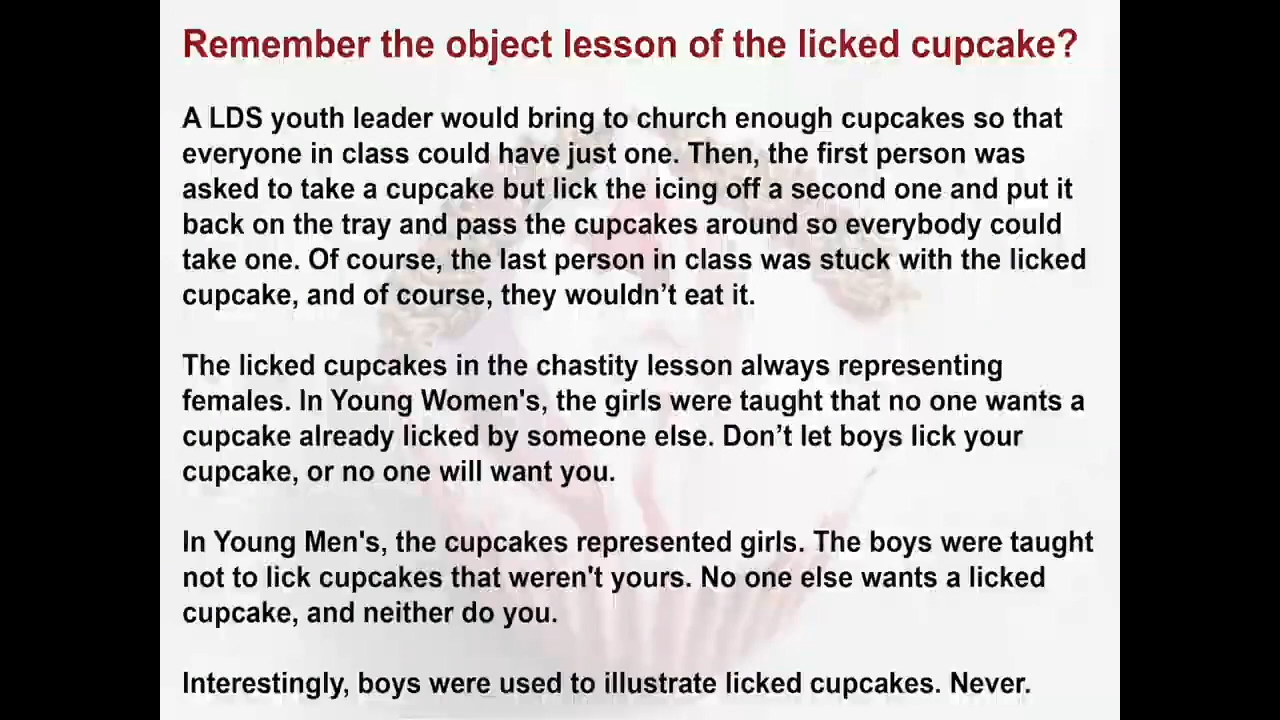 Remember the object lesson of the licked cupcake?
A LDS youth leader would bring to church enough cupcakes so that
everyone in class could have just one. Then, the first person was
asked to take a cupcake but lick the icing off a second one and put it
back on the tray and pass the cupcakes around so everybody could
take one. Of course, the last person in class was stuck with the licked
cupcake, and of course, they wouldn’t eat it.
The licked cupcakes in the chastity lesson always representing
females. In Young Women's, the girls were taught that no one wants a
cupcake already licked by someone else. Don’t let boys lick your
cupcake, or no one will want you.
In Young Men's, the cupcakes represented girls. The boys were taught
not to lick cupcakes that weren't yours. No one else wants a licked
cupcake, and neither do you.
Interestingly, boys were used to illustrate licked cupcakes. Never.